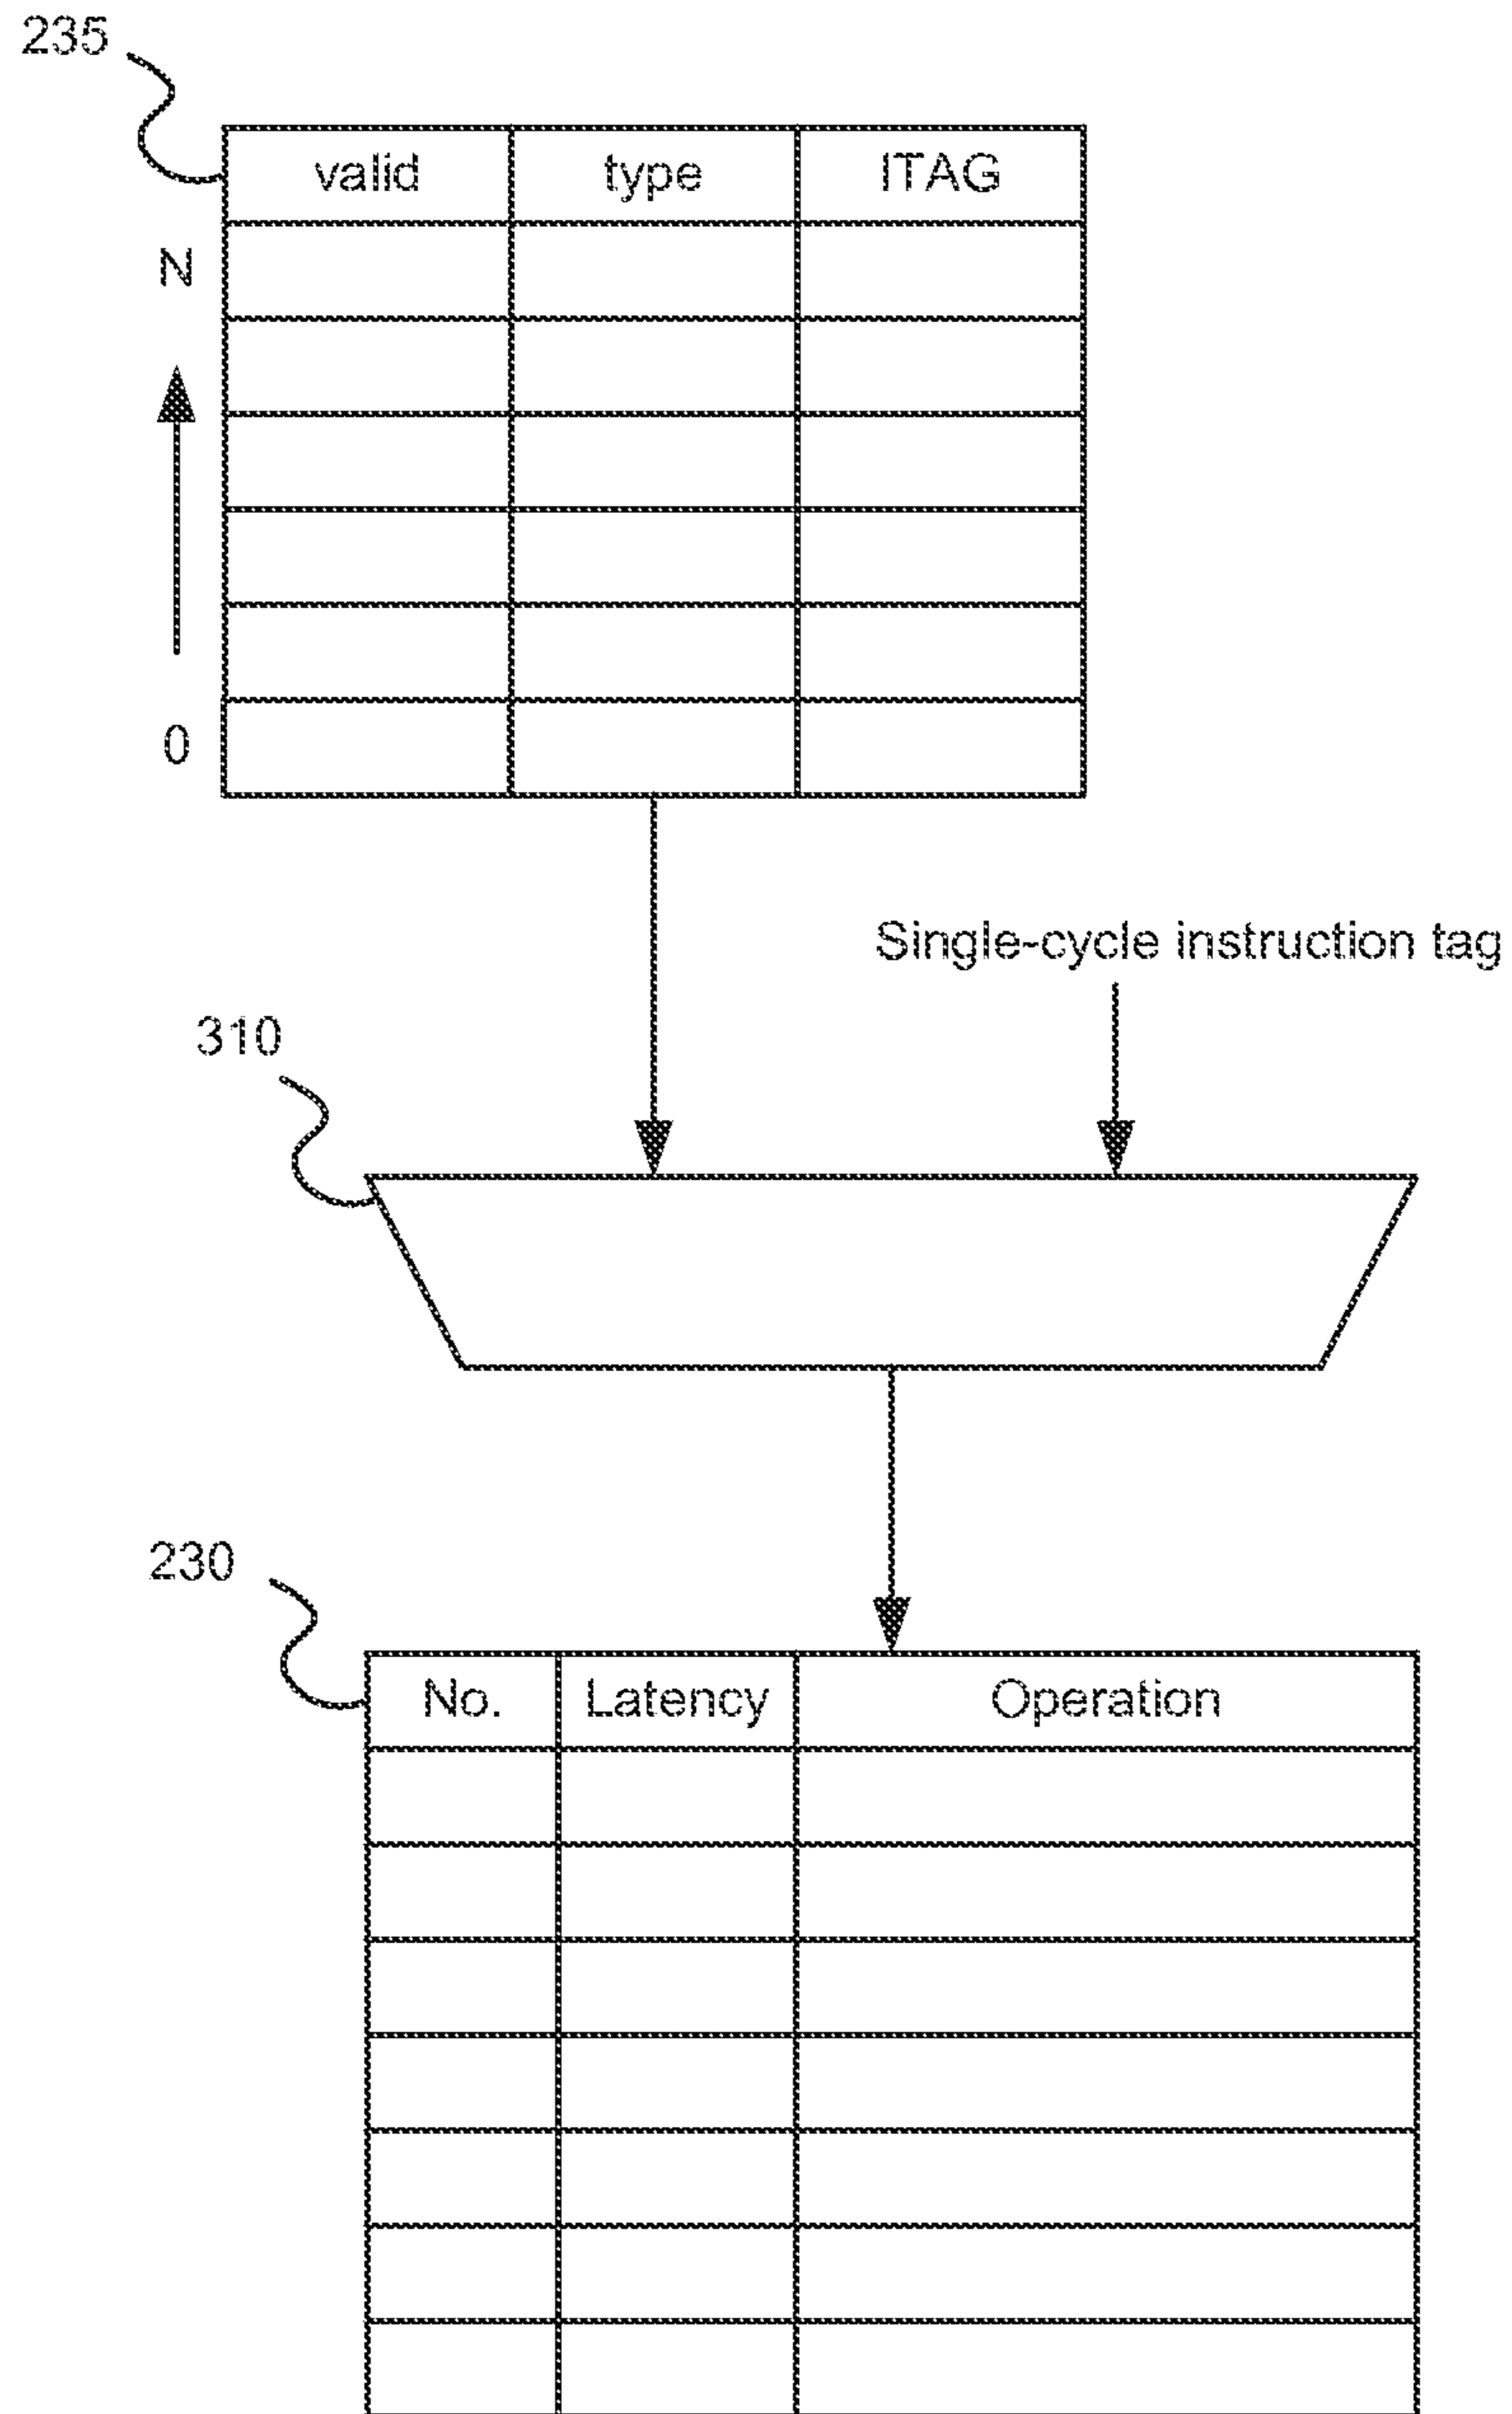 235
valid type ITAG
N
0
Single-cycle instruction tag
310
230
No. Latency Operation